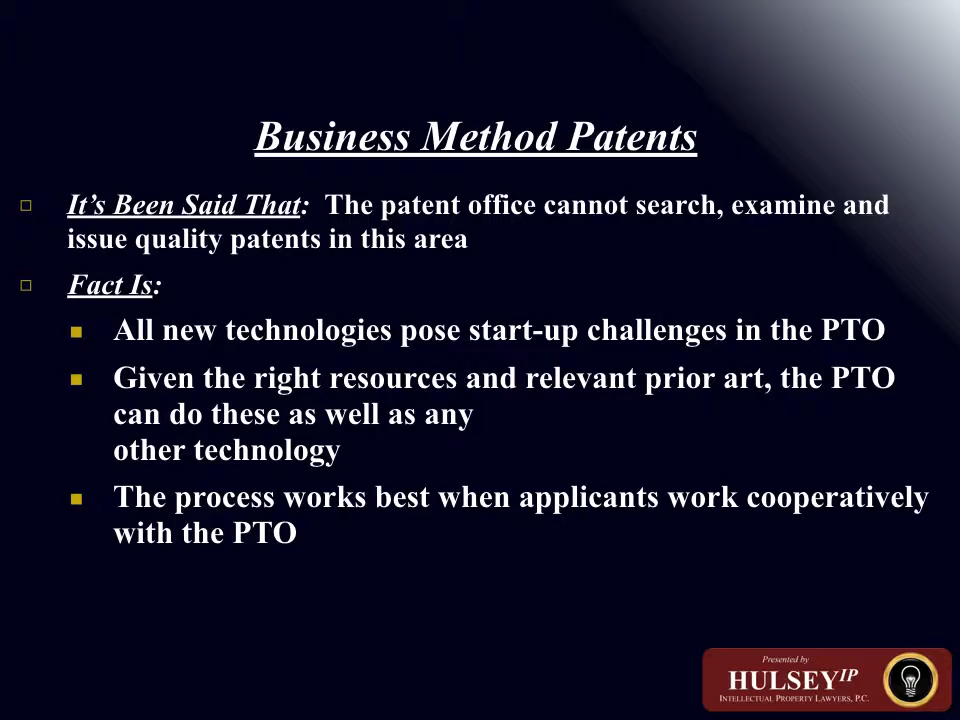 Business Method Patents
It’s Been Said That:  The patent office cannot search, examine and
issue quality patents in this area
Fact Is:
All new technologies pose start-up challenges in the PTO
Given the right resources and relevant prior art, the PTO
can do these as well as any
other technology
The process works best when applicants work cooperatively
with the PTO
Presented by
HULSEY IP
INTELLECTUAL PROPERTY LAWYERS, P.C.